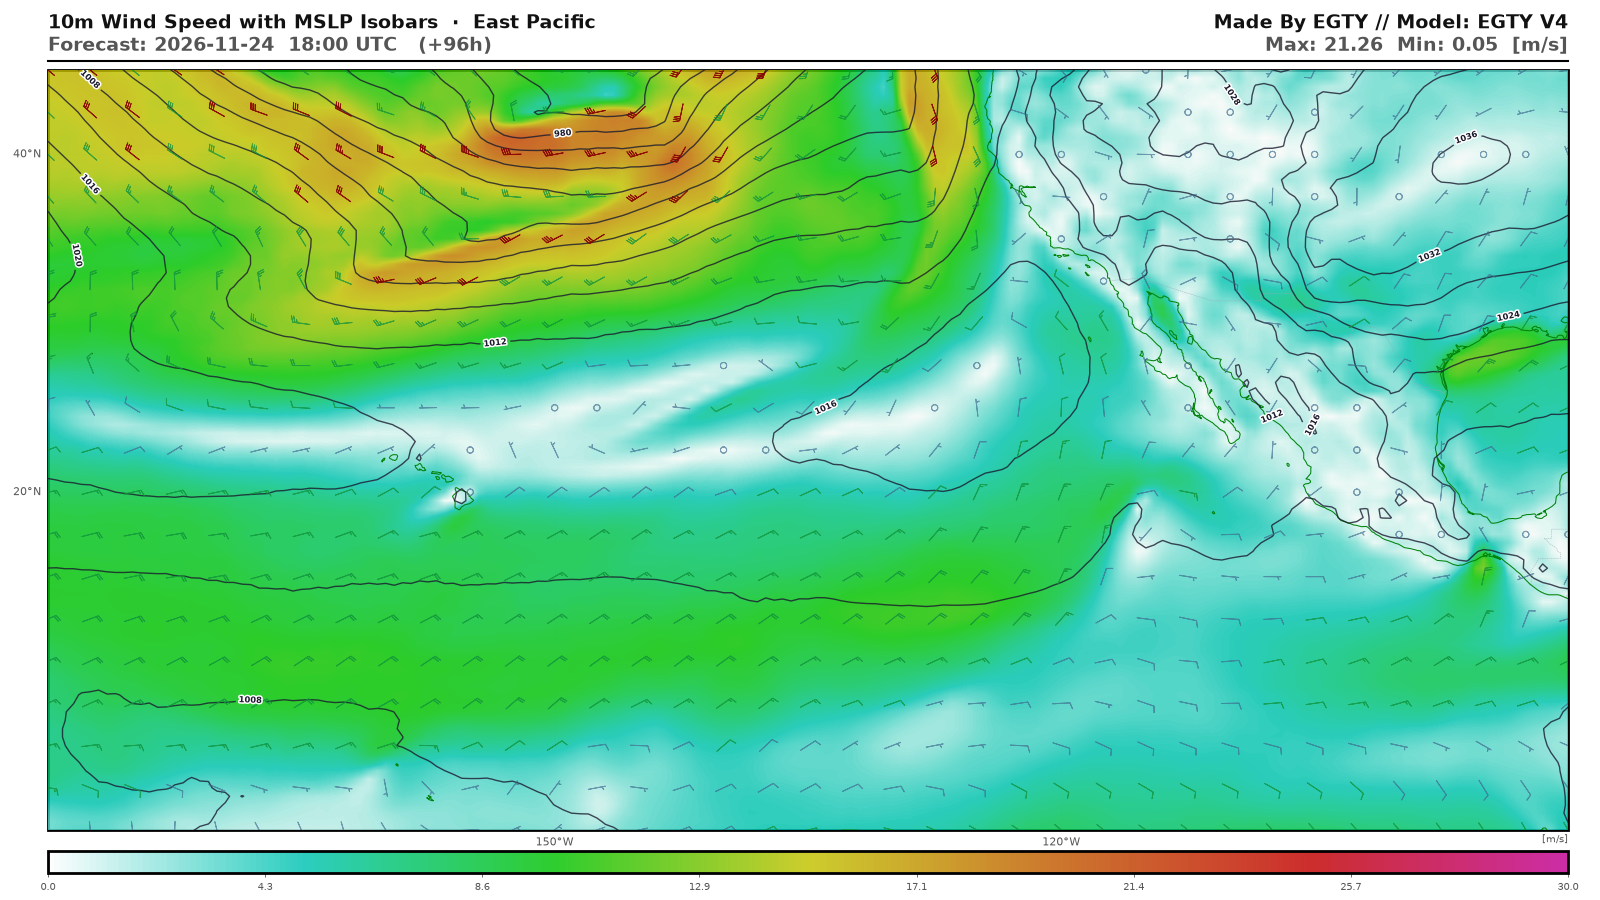 10m Wind Speed with MSLP Isobars · East Pacific
Made By EGTY // Model: EGTY V4
Forecast: 2026-11-24 18:00 UTC (+96h)
Max: 21.26 Min: 0.05 [m/s]
1008
980
1028
1036
40°N
1016
1020
1032
1024
1012
1016
1012
1016
20°N
1008
150°W
120°W
[m/s]
0.0
4.3
8.6
12.9
17.1
21.4
25.7
30.0